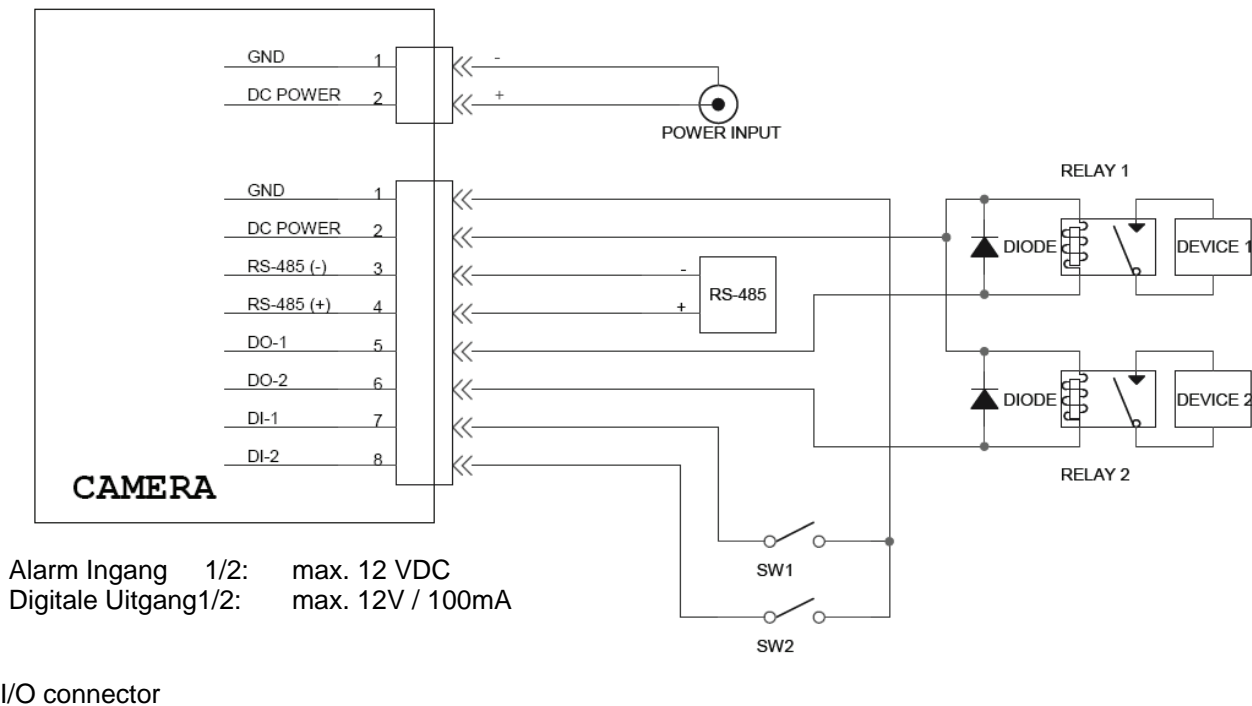 GND 1 -
DC POWER 2 +
POWER INPUT
RELAY 1
GND 1
DC POWER 2
DIODE
DEVICE 1
RS-485 (-) 3 -
RS-485
RS-485 (+) 4 +
DO-1 5
DO-2 6
DIODE
DEVICE 2
DI-1 7
DI-2 8
RELAY 2
CAMERA
Alarm Ingang 1/2: max. 12 VDC
SW1
Digitale Uitgang1/2: max. 12V / 100mA
SW2
I/O connector